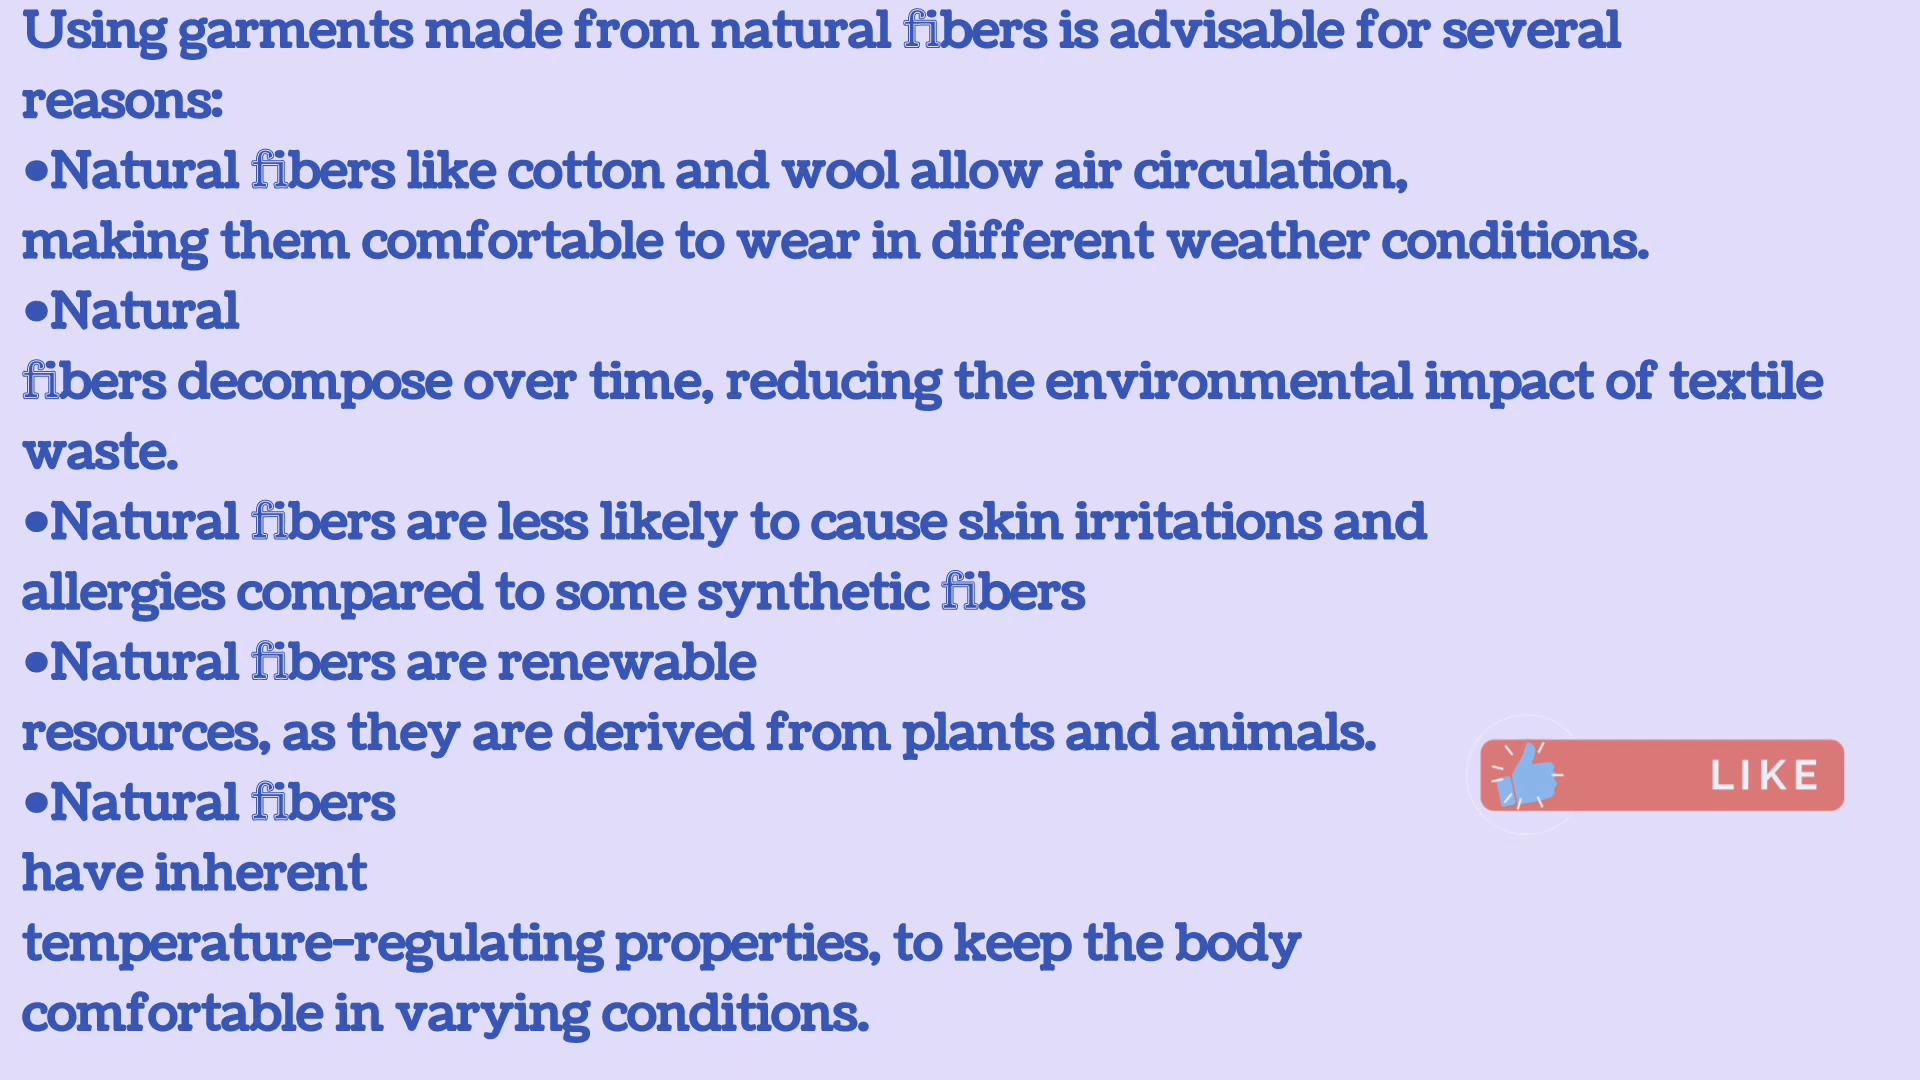 Using garments made from natural fibers is advisable for several
reasons:
•Natural fibers like cotton and wool allow air circulation,
making them comfortable to wear in different weather conditions.
•Natural
fibers decompose over time, reducing the environmental impact of textile
waste.
•Natural fibers are less likely to cause skin irritations and
allergies compared to some synthetic fibers
•Natural fibers are renewable
resources, as they are derived from plants and animals.
LIKE
•Natural fibers
have inherent
temperature-regulating properties, to keep the body
comfortable in varying conditions.